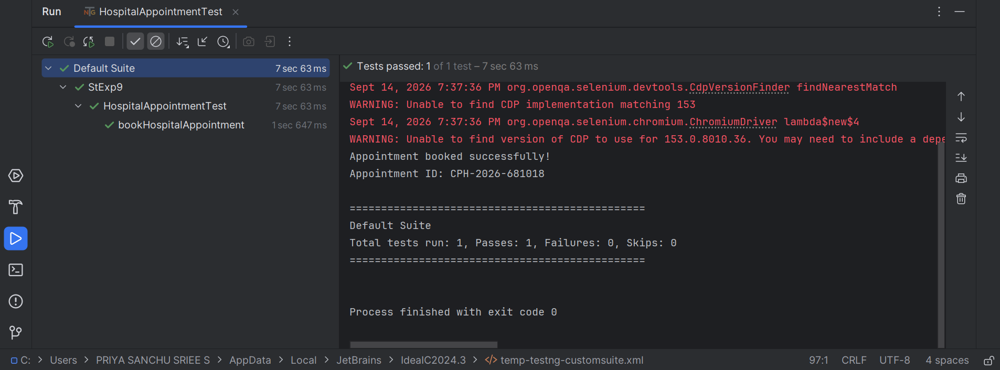 Run HospitalAppointmentTest
Default Suite 7 sec 63 ms
StExp9 7 sec 63 ms
HospitalAppointmentTest 7 sec 63 ms
bookHospitalAppointment 1 sec 647 ms
Tests passed: 1 of 1 test – 7 sec 63 ms
Sept 14, 2026 7:37:36 PM org.openqa.selenium.devtools.CdpVersionFinder findNearestMatch
WARNING: Unable to find CDP implementation matching 153
Sept 14, 2026 7:37:36 PM org.openqa.selenium.chromium.ChromiumDriver lambda$new$4
WARNING: Unable to find version of CDP to use for 153.0.8010.36. You may need to include a depe
Appointment booked successfully!
Appointment ID: CPH-2026-681018
===============================================
Default Suite
Total tests run: 1, Passes: 1, Failures: 0, Skips: 0
===============================================
Process finished with exit code 0
C: > Users > PRIYA SANCHU SRIEE S > AppData > Local > JetBrains > IdeaIC2024.3 > temp-testng-customsuite.xml 97:1 CRLF UTF-8 4 spaces